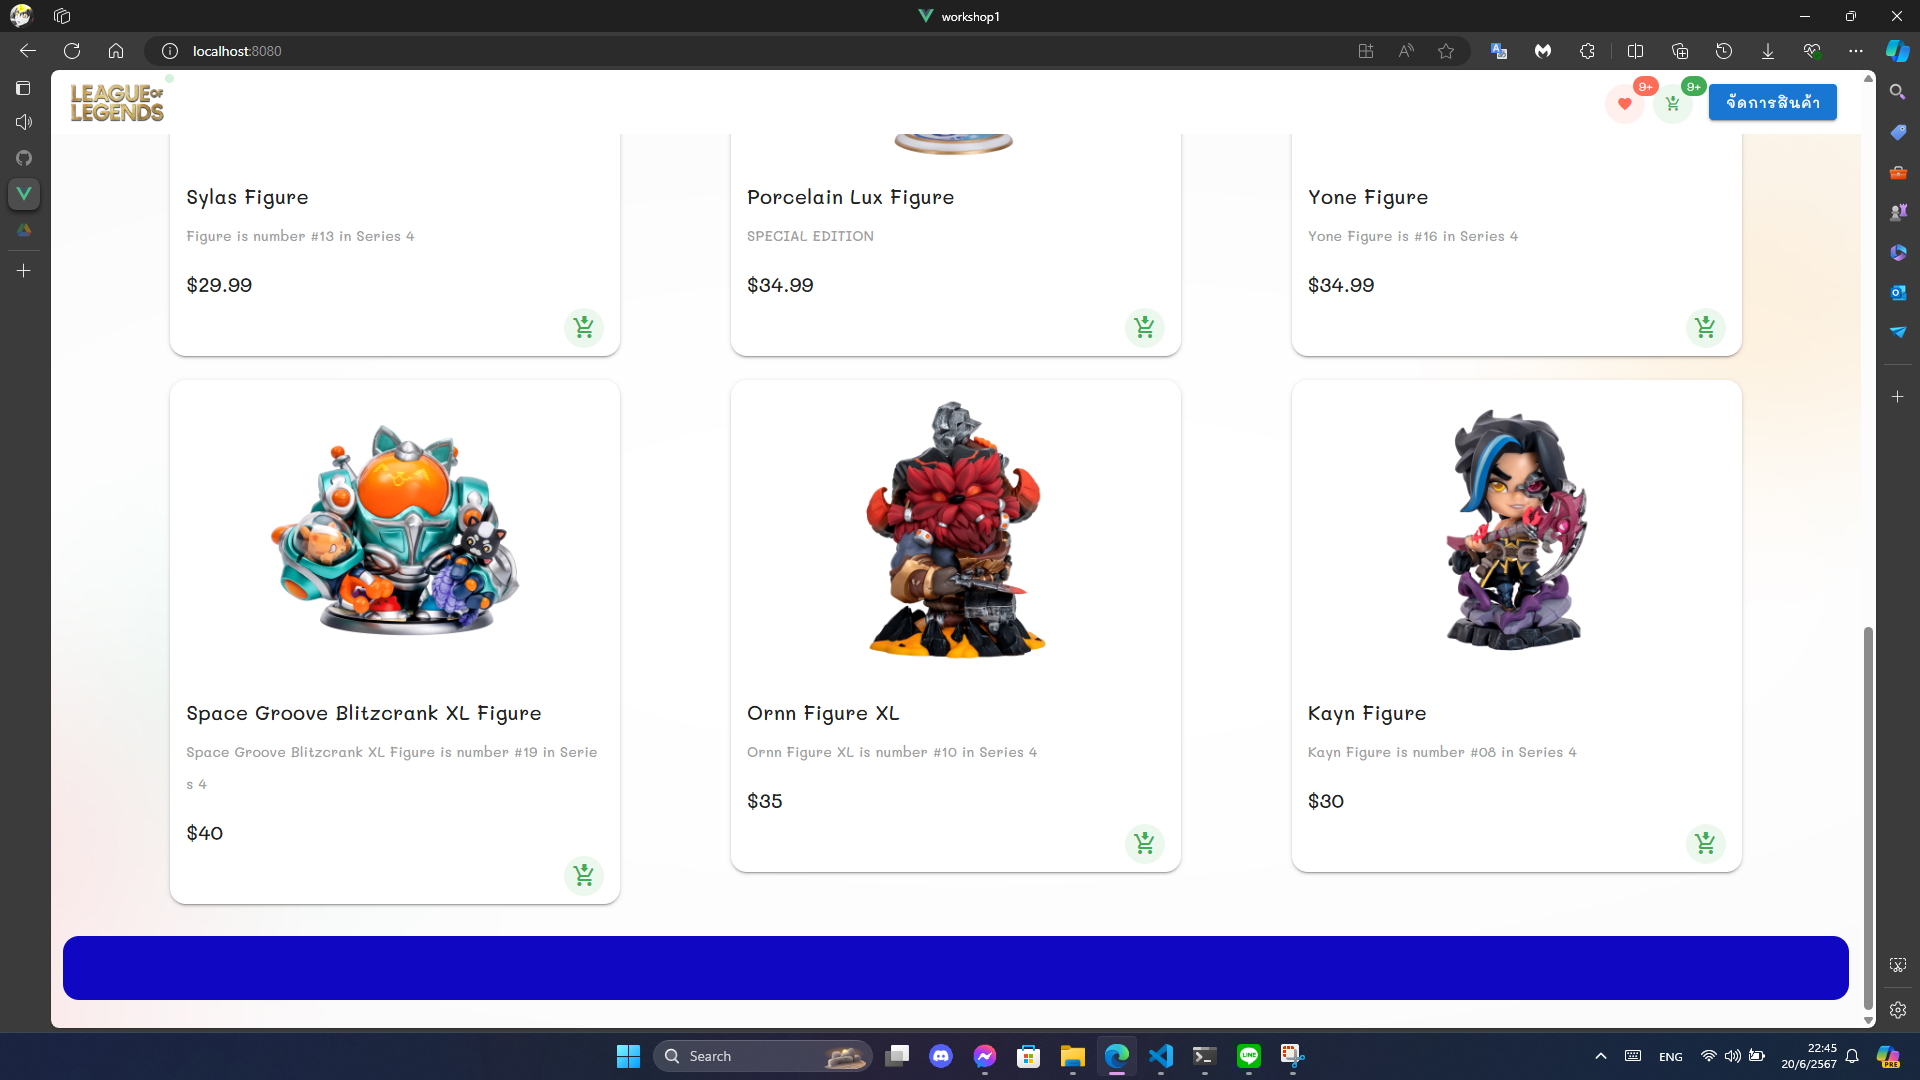 workshop1
localhost:8080
LEAGUE OF
LEGENDS
9+
9+
จัดการสินค้า
Sylas Figure
Figure is number #13 in Series 4
$29.99
Porcelain Lux Figure
SPECIAL EDITION
$34.99
Yone Figure
Yone Figure is #16 in Series 4
$34.99
Space Groove Blitzcrank XL Figure
Space Groove Blitzcrank XL Figure is number #19 in Serie
s 4
$40
Ornn Figure XL
Ornn Figure XL is number #10 in Series 4
$35
Kayn Figure
Kayn Figure is number #08 in Series 4
$30
Search
ENG
22:45
20/6/2567